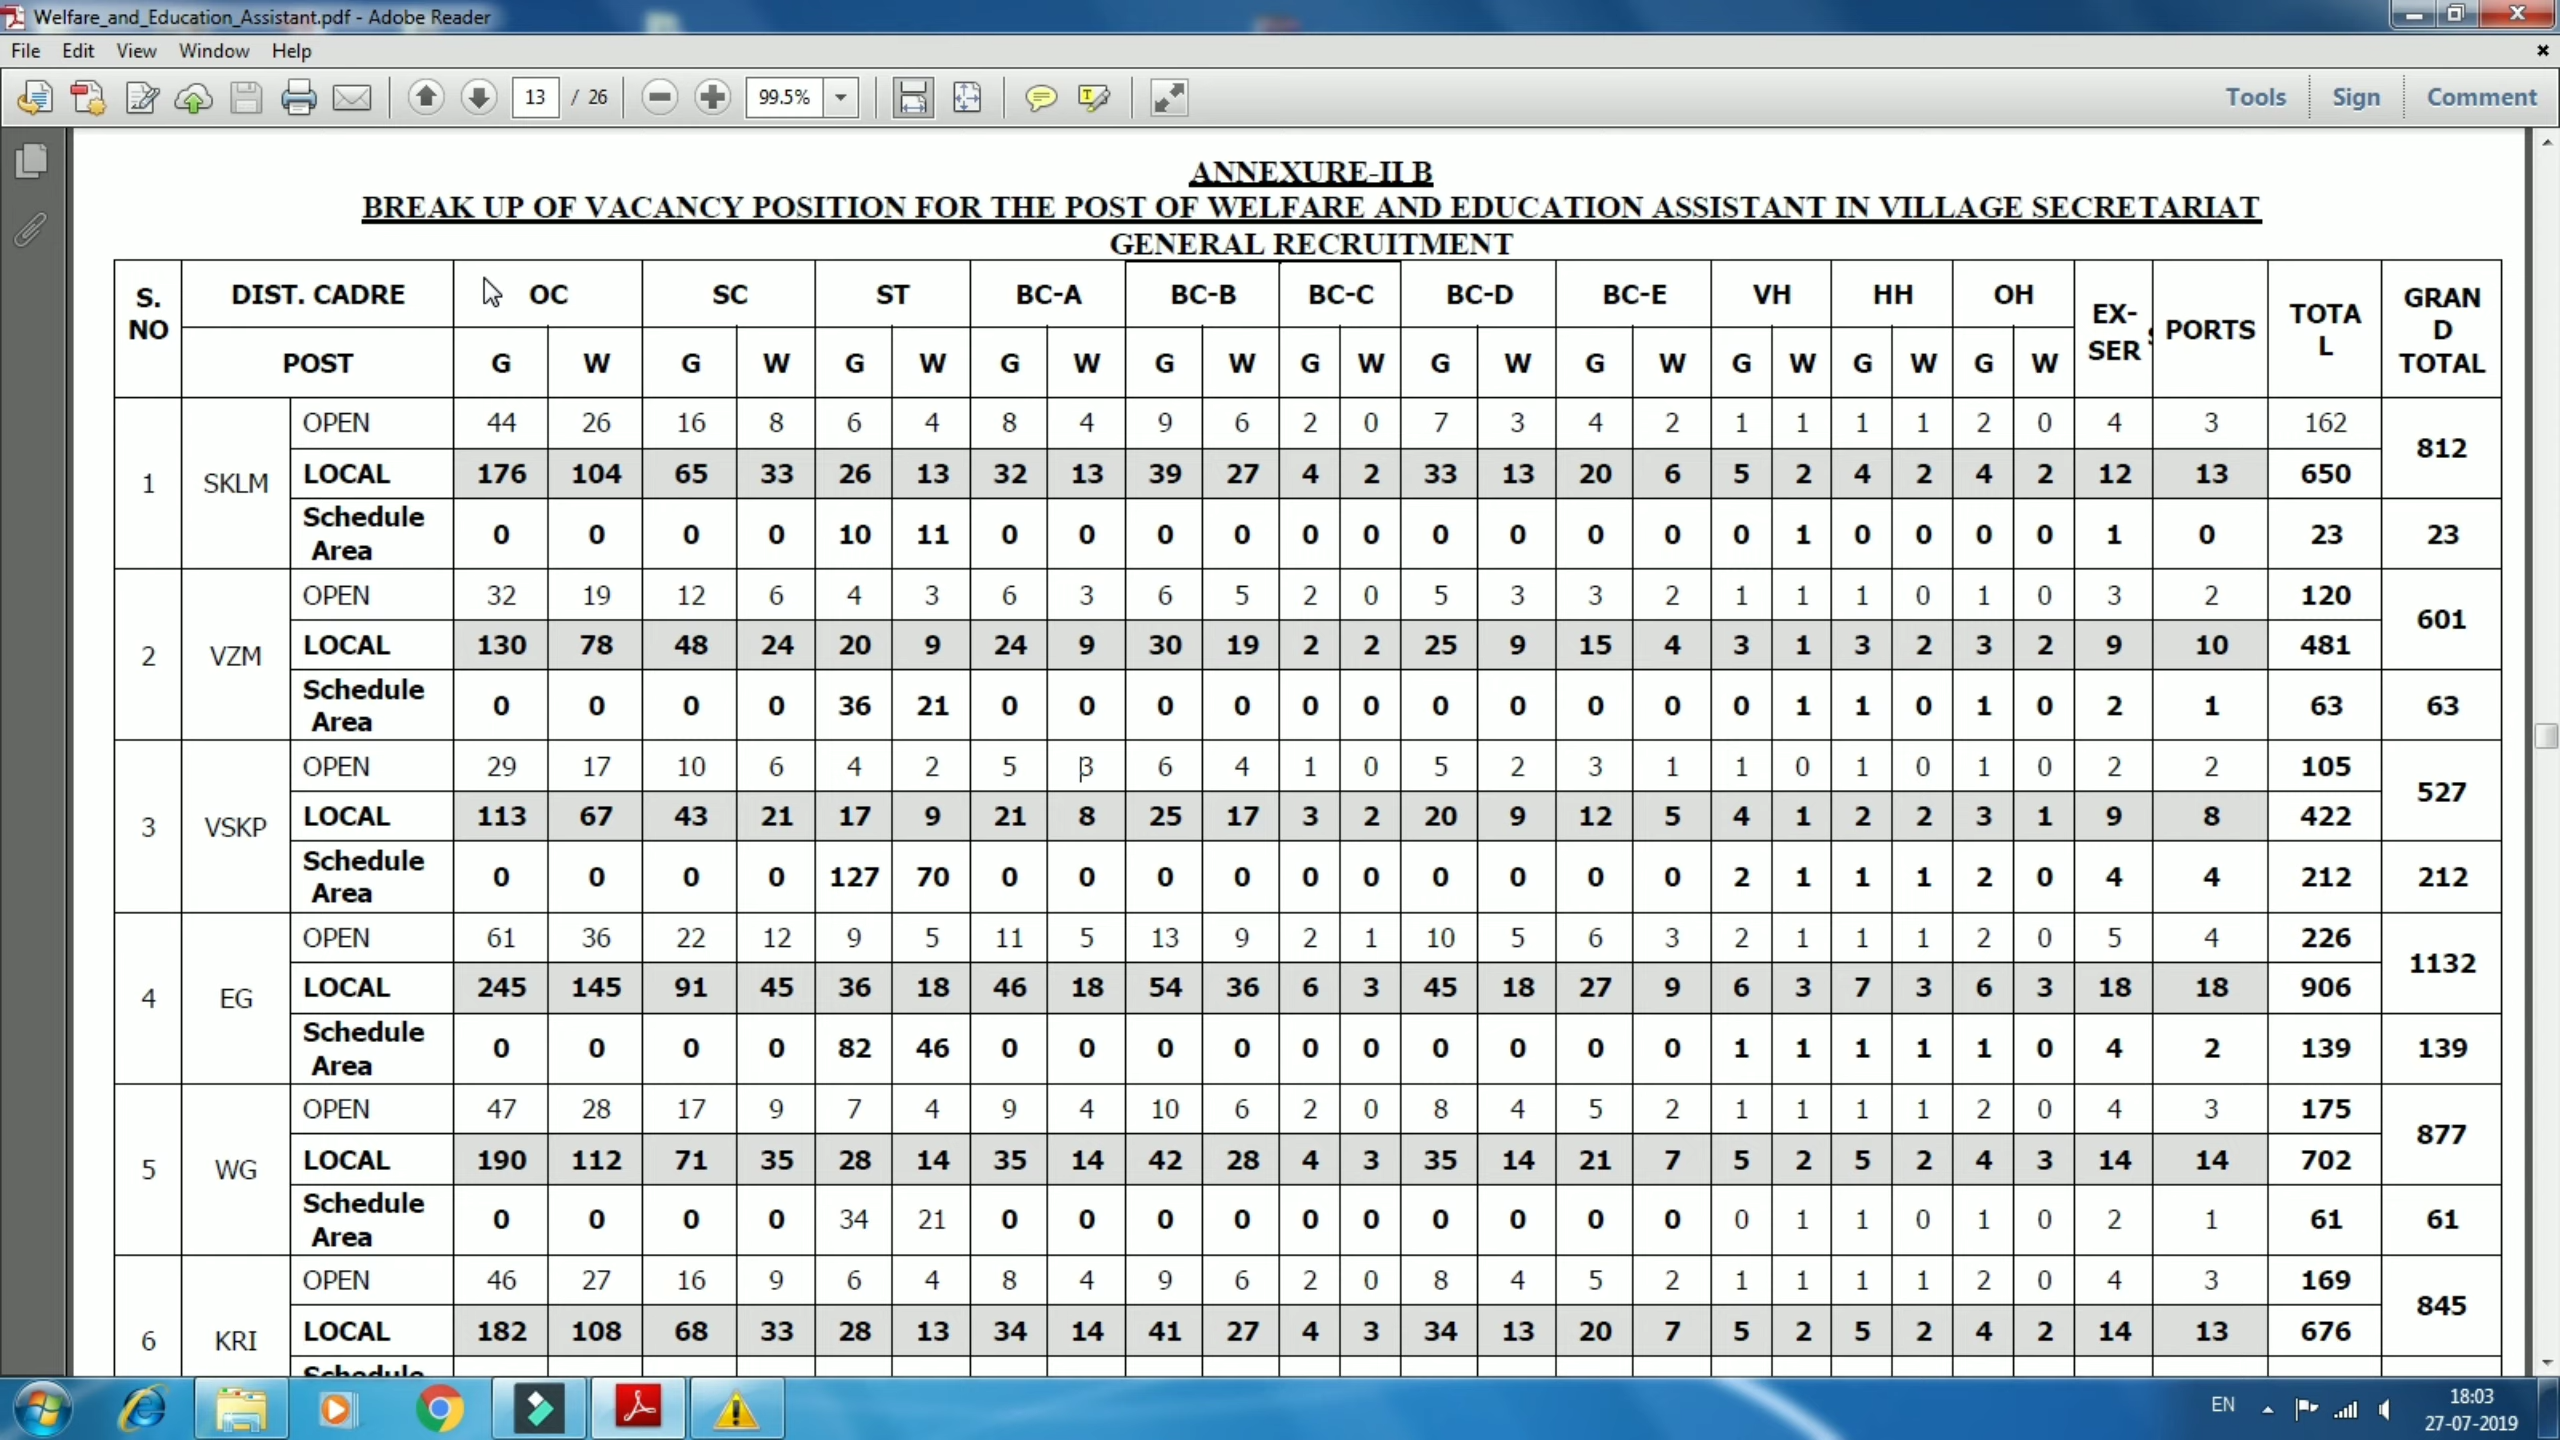 Welfare_and_Education_Assistant.pdf - Adobe Reader
File Edit View Window Help
13 / 26 99.5% Tools Sign Comment
ANNEXURE-II B
BREAK UP OF VACANCY POSITION FOR THE POST OF WELFARE AND EDUCATION ASSISTANT IN VILLAGE SECRETARIAT
GENERAL RECRUITMENT
S. NO DIST. CADRE OC SC ST BC-A BC-B BC-C BC-D BC-E VH HH OH EX-SER PORTS TOTAL GRAND TOTAL
POST G W G W G W G W G W G W G W G W G W G W G W
1 SKLM OPEN 44 26 16 8 6 4 8 4 9 6 2 0 7 3 4 2 1 1 1 1 2 0 4 3 162 812
LOCAL 176 104 65 33 26 13 32 13 39 27 4 2 33 13 20 6 5 2 4 2 4 2 12 13 650
Schedule Area 0 0 0 0 10 11 0 0 0 0 0 0 0 0 0 0 0 1 0 0 0 0 1 0 23 23
2 VZM OPEN 32 19 12 6 4 3 6 3 6 5 2 0 5 3 3 2 1 1 1 0 1 0 3 2 120 601
LOCAL 130 78 48 24 20 9 24 9 30 19 2 2 25 9 15 4 3 1 3 2 3 2 9 10 481
Schedule Area 0 0 0 0 36 21 0 0 0 0 0 0 0 0 0 0 0 1 1 0 1 0 2 1 63 63
3 VSKP OPEN 29 17 10 6 4 2 5 3 6 4 1 0 5 2 3 1 1 0 1 0 1 0 2 2 105 527
LOCAL 113 67 43 21 17 9 21 8 25 17 3 2 20 9 12 5 4 1 2 2 3 1 9 8 422
Schedule Area 0 0 0 0 127 70 0 0 0 0 0 0 0 0 0 0 2 1 1 1 2 0 4 4 212 212
4 EG OPEN 61 36 22 12 9 5 11 5 13 9 2 1 10 5 6 3 2 1 1 1 2 0 5 4 226 1132
LOCAL 245 145 91 45 36 18 46 18 54 36 6 3 45 18 27 9 6 3 7 3 6 3 18 18 906
Schedule Area 0 0 0 0 82 46 0 0 0 0 0 0 0 0 0 0 1 1 1 1 1 0 4 2 139 139
5 WG OPEN 47 28 17 9 7 4 9 4 10 6 2 0 8 4 5 2 1 1 1 1 2 0 4 3 175 877
LOCAL 190 112 71 35 28 14 35 14 42 28 4 3 35 14 21 7 5 2 5 2 4 3 14 14 702
Schedule Area 0 0 0 0 34 21 0 0 0 0 0 0 0 0 0 0 0 1 1 0 1 0 2 1 61 61
6 KRI OPEN 46 27 16 9 6 4 8 4 9 6 2 0 8 4 5 2 1 1 1 1 2 0 4 3 169 845
LOCAL 182 108 68 33 28 13 34 14 41 27 4 3 34 13 20 7 5 2 5 2 4 2 14 13 676
Schedule
EN 18:03
27-07-2019